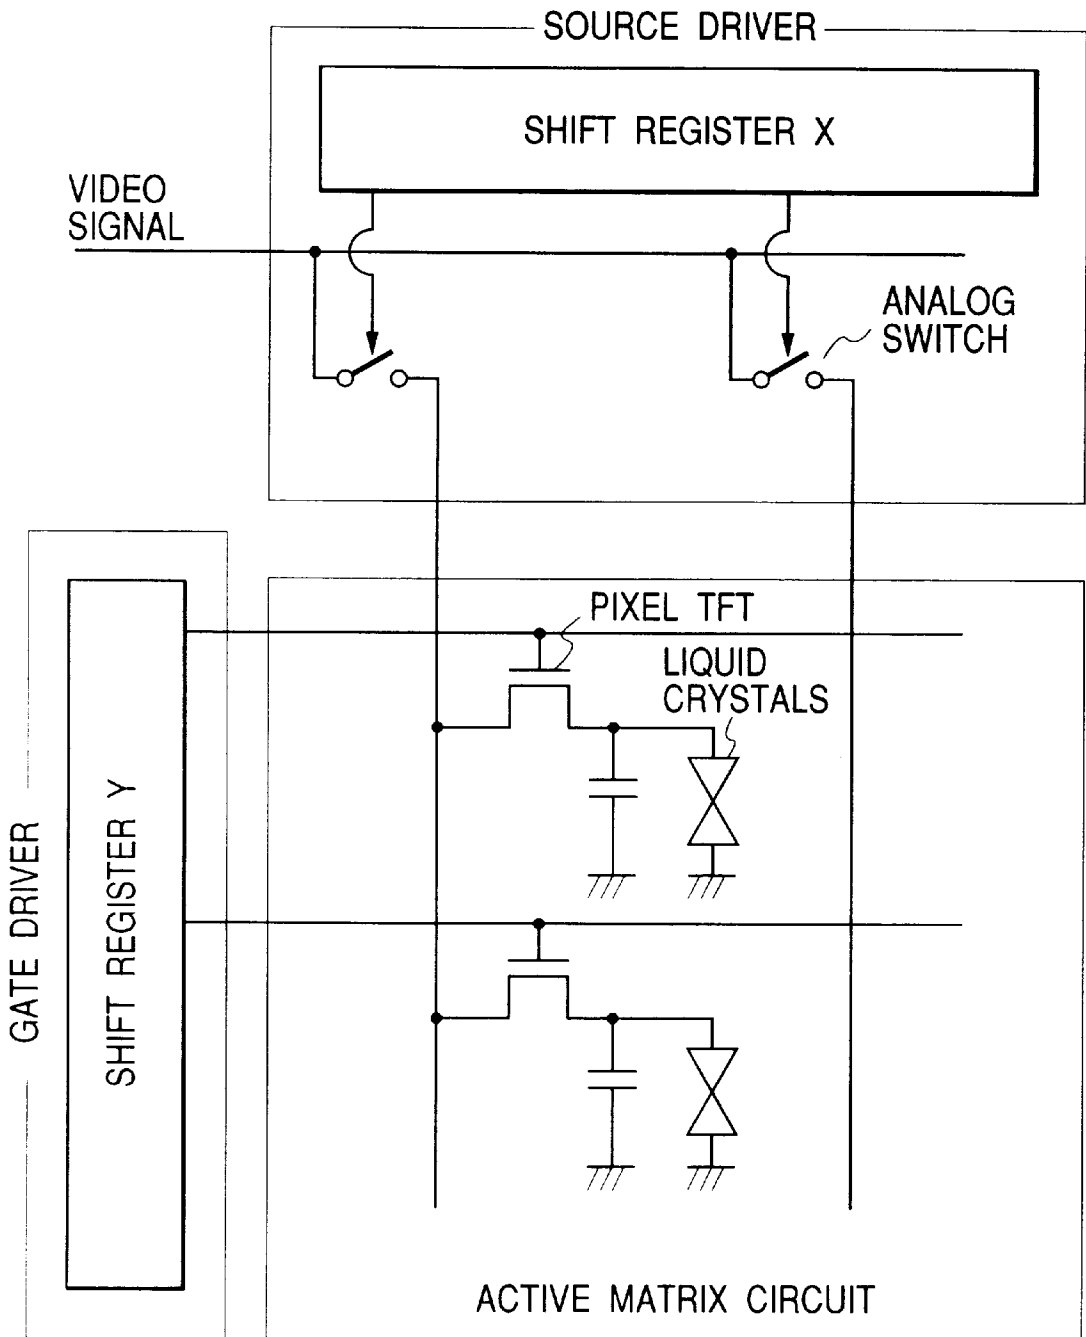 SOURCE DRIVER
SHIFT REGISTER X
VIDEO
SIGNAL
ANALOG
SWITCH
PIXEL TFT
LIQUID
CRYSTALS
GATE DRIVER
SHIFT REGISTER Y
ACTIVE MATRIX CIRCUIT